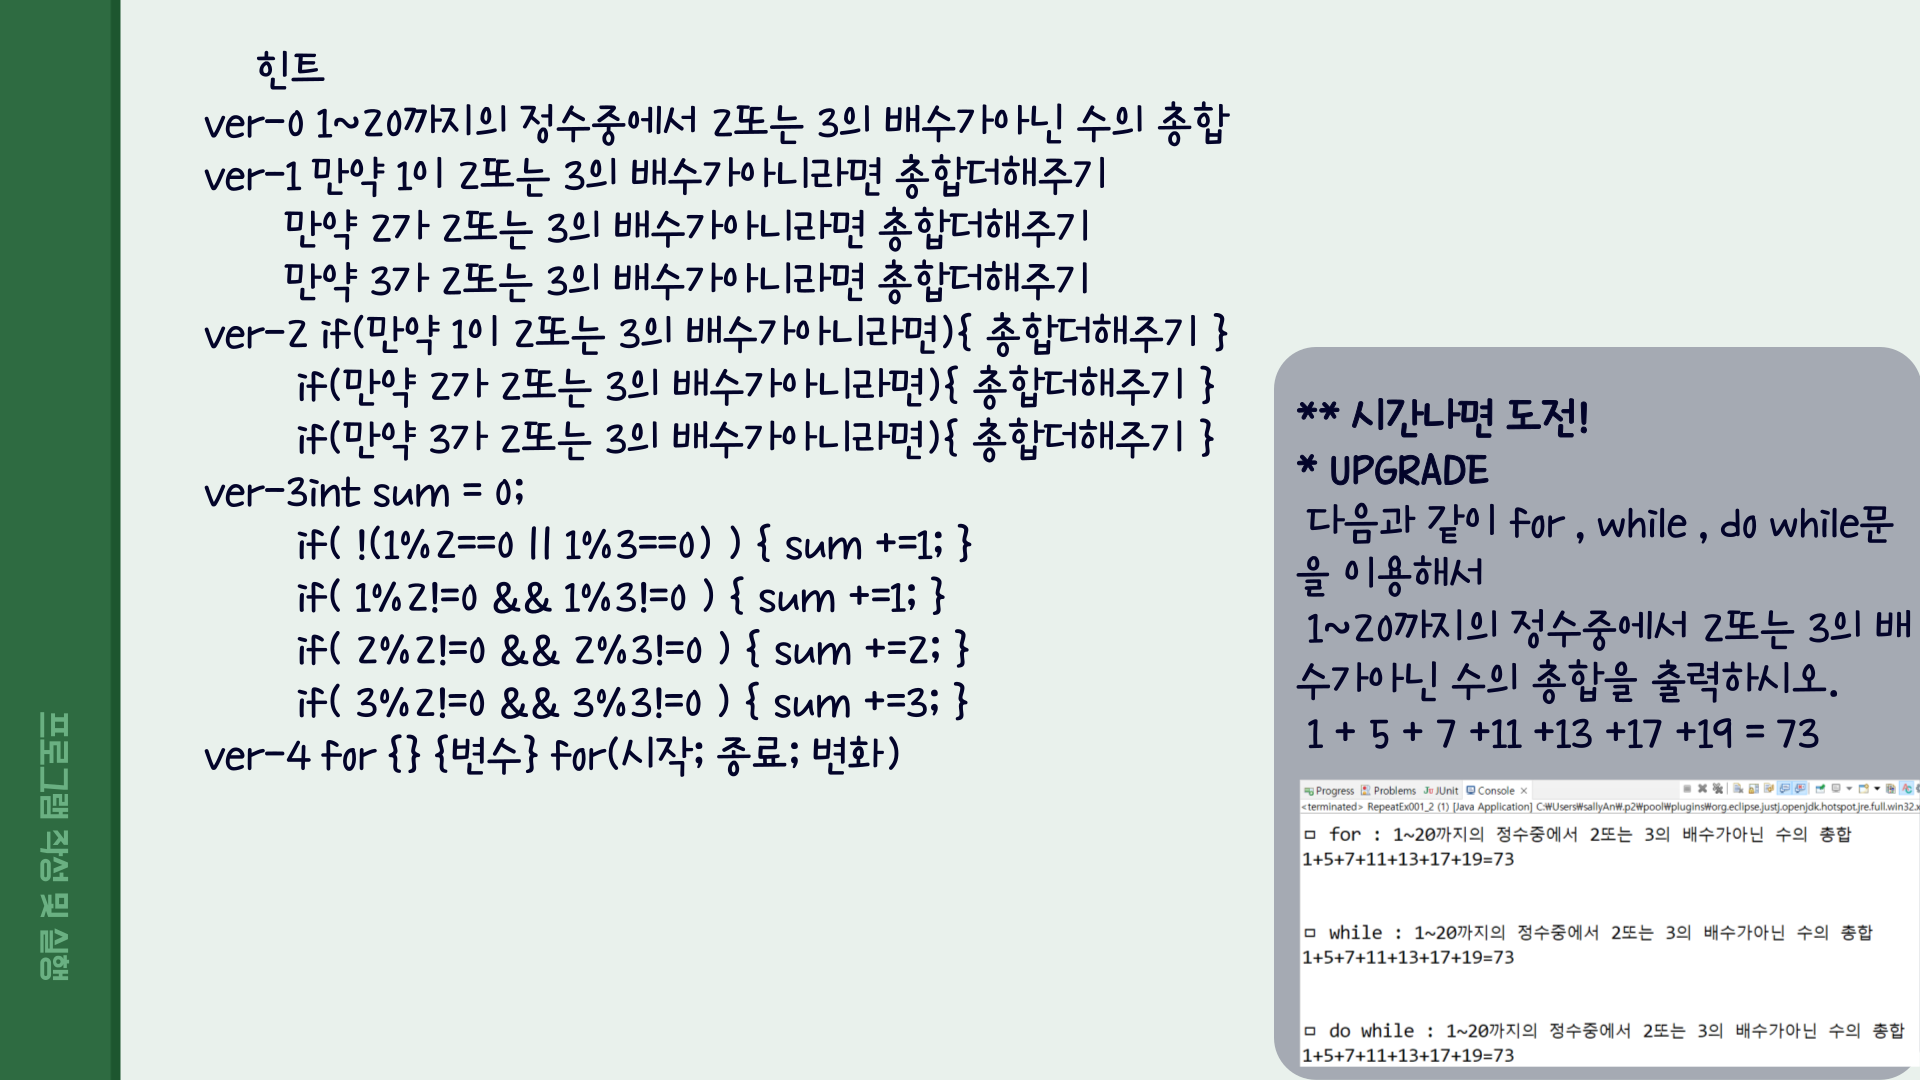 힌트
ver-0 1~20까지의 정수중에서 2또는 3의 배수가아닌 수의 총합
ver-1 만약 1이 2또는 3의 배수가아니라면 총합더해주기
만약 2가 2또는 3의 배수가아니라면 총합더해주기
만약 3가 2또는 3의 배수가아니라면 총합더해주기
ver-2 if(만약 1이 2또는 3의 배수가아니라면){ 총합더해주기 }
if(만약 2가 2또는 3의 배수가아니라면){ 총합더해주기 }
if(만약 3가 2또는 3의 배수가아니라면){ 총합더해주기 }
ver-3int sum = 0;
if( !(1%2==0 || 1%3==0) ) { sum +=1; }
if( 1%2!=0 && 1%3!=0 ) { sum +=1; }
if( 2%2!=0 && 2%3!=0 ) { sum +=2; }
if( 3%2!=0 && 3%3!=0 ) { sum +=3; }
ver-4 for {} {변수} for(시작; 종료; 변화)
** 시간나면 도전!
* UPGRADE
다음과 같이 for , while , do while문
을 이용해서
1~20까지의 정수중에서 2또는 3의 배
수가아닌 수의 총합을 출력하시오.
1 + 5 + 7 +11 +13 +17 +19 = 73
Progress Problems JUnit Console
<terminated> RepeatEx001_2 (1) [Java Application] C:₩Users₩sallyAn₩.p2₩pool₩plugins₩org.eclipse.justj.openjdk.hotspot.jre.full.win32.x
ㅁ for : 1~20까지의 정수중에서 2또는 3의 배수가아닌 수의 총합
1+5+7+11+13+17+19=73
ㅁ while : 1~20까지의 정수중에서 2또는 3의 배수가아닌 수의 총합
1+5+7+11+13+17+19=73
ㅁ do while : 1~20까지의 정수중에서 2또는 3의 배수가아닌 수의 총합
1+5+7+11+13+17+19=73
프로그램 작성 및 실행